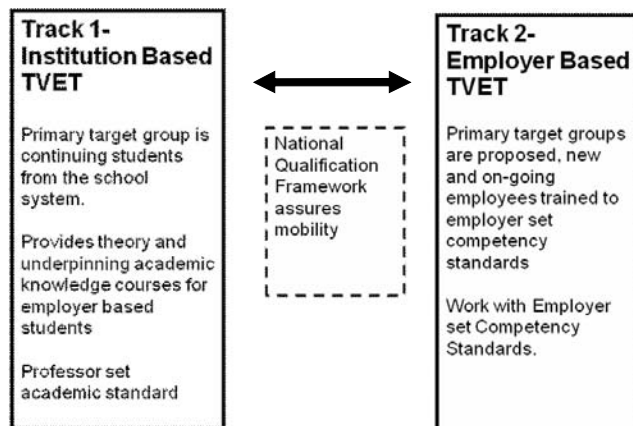 Track 1-
Institution Based
TVET
Primary target group is
continuing students
from the school
system.
Provides theory and
underpinning academic
knowledge courses for
employer based
students
Professor set
academic standard
National
Qualification
Framework
assures
mobility
Track 2-
Employer Based
TVET
Primary target groups
are proposed, new
and on-going
employees trained to
employer set
competency
standards
Work with Employer
set Competency
Standards.